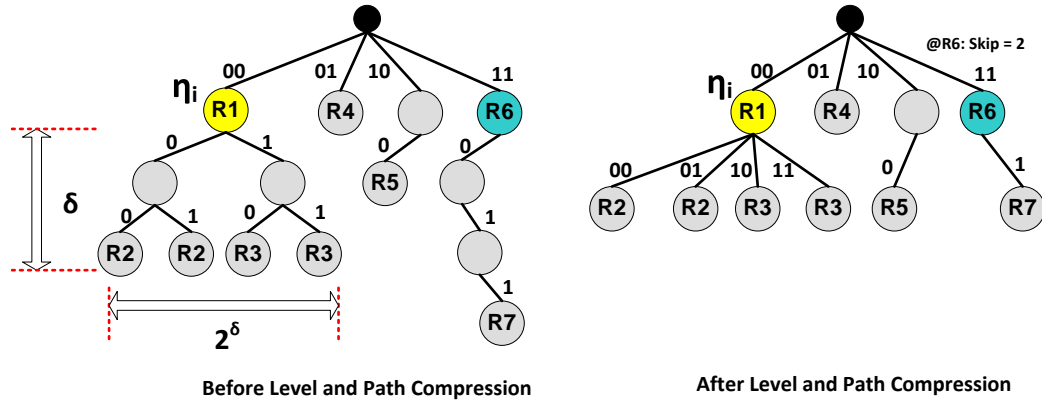 00
01
10
11
ηi
R1
R4
R6
0
1
0
0
R5
δ
0
1
0
1
1
R2
R2
R3
R3
1
R7
2^δ
Before Level and Path Compression
@R6: Skip = 2
00
01
10
11
ηi
R1
R4
R6
00
01
10
11
0
1
R2
R2
R3
R3
R5
R7
After Level and Path Compression